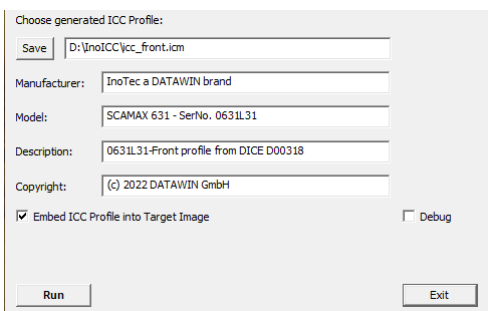 Choose generated ICC Profile:
Save D:\InoICC\icc_front.icm
Manufacturer: InoTec a DATAWIN brand
Model: SCAMAX 631 - SerNo. 0631L31
Description: 0631L31-Front profile from DICE D00318
Copyright: (c) 2022 DATAWIN GmbH
Embed ICC Profile into Target Image Debug
Run Exit